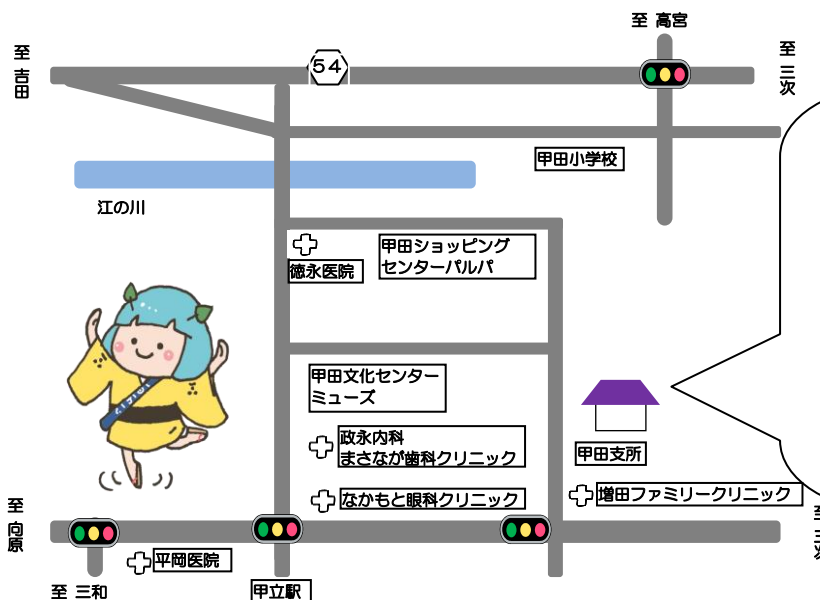 至 高宮
至 吉田
54
至 三次
甲田小学校
江の川
徳永医院
甲田ショッピング
センターパルパ
甲田文化センター
ミューズ
政永内科
まさなが歯科クリニック
甲田支所
なかもと眼科クリニック
増田ファミリークリニック
至 向原
至 三次
平岡医院
至 三和
甲立駅